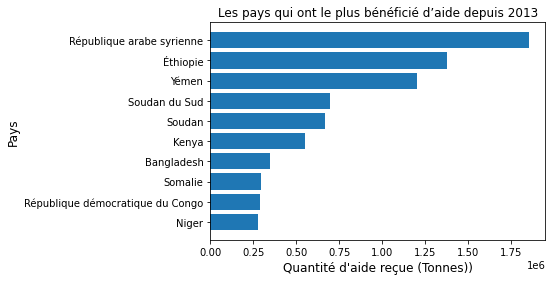 Les pays qui ont le plus bénéficié d’aide depuis 2013
Pays
République arabe syrienne
Éthiopie
Yémen
Soudan du Sud
Soudan
Kenya
Bangladesh
Somalie
République démocratique du Congo
Niger
0.00 0.25 0.50 0.75 1.00 1.25 1.50 1.75
1e6
Quantité d'aide reçue (Tonnes))